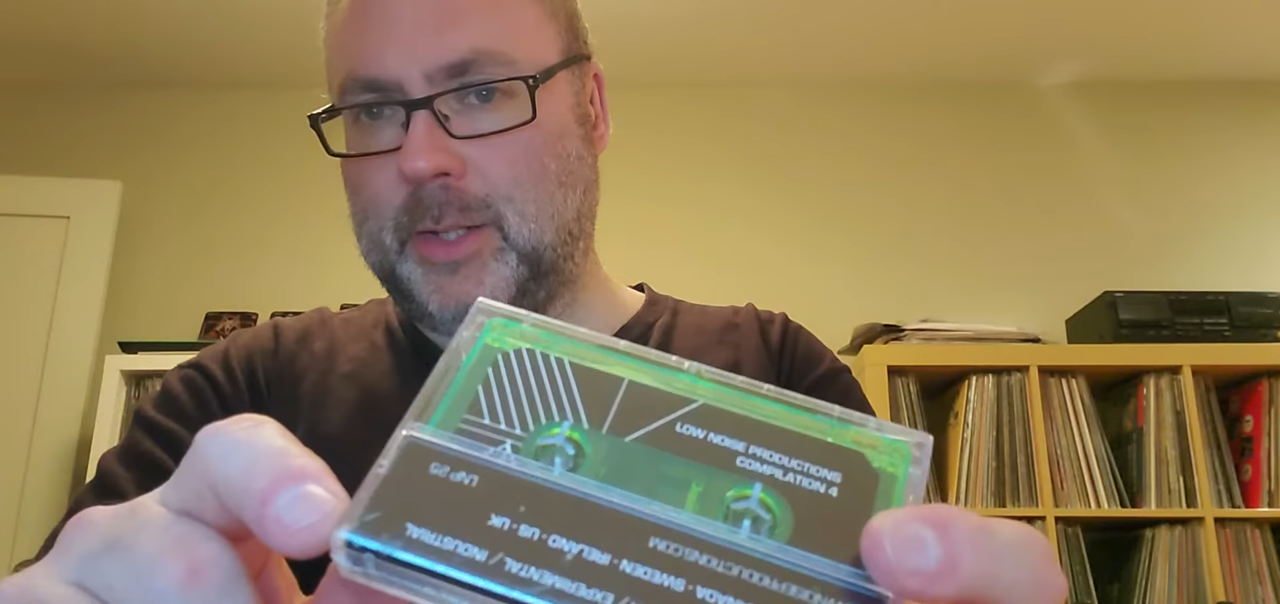 LOW NOISE PRODUCTIONS
COMPILATION 4
LNP 25
/ EXPERIMENTAL / INDUSTRIAL
SWEDEN · IRELAND · US · UK